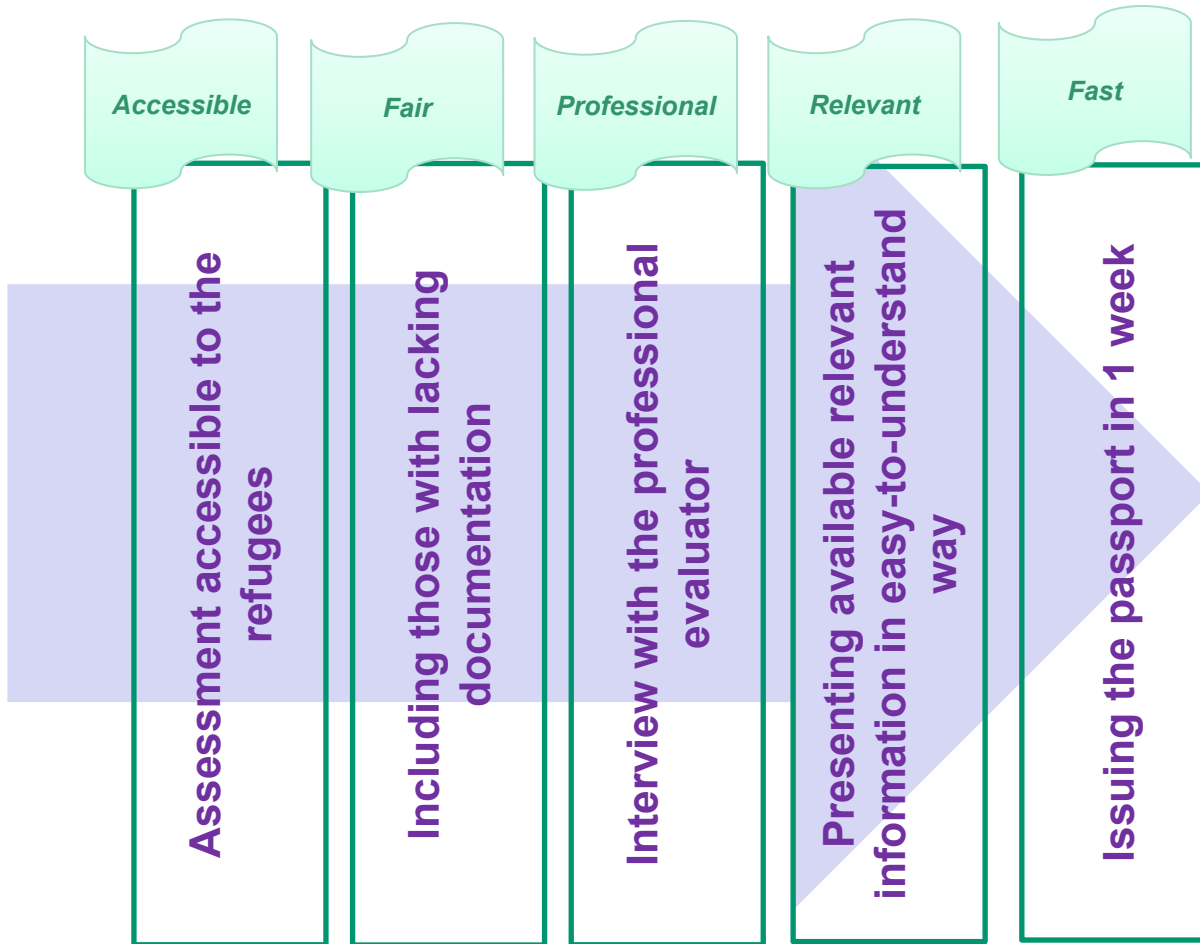 Accessible
Fair
Professional
Relevant
Fast
Assessment accessible to the
refugees
Including those with lacking
documentation
Interview with the professional
evaluator
Presenting available relevant
information in easy-to-understand
way
Issuing the passport in 1 week